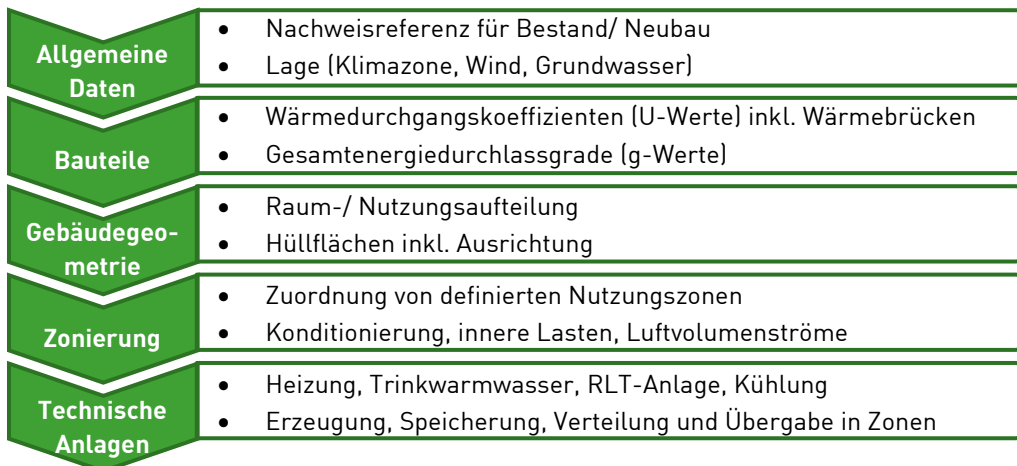 Allgemeine
Daten
• Nachweisreferenz für Bestand/ Neubau
• Lage (Klimazone, Wind, Grundwasser)
Bauteile
• Wärmedurchgangskoeffizienten (U-Werte) inkl. Wärmebrücken
• Gesamtenergiedurchlassgrade (g-Werte)
Gebäudegeo-
metrie
• Raum-/ Nutzungsaufteilung
• Hüllflächen inkl. Ausrichtung
Zonierung
• Zuordnung von definierten Nutzungszonen
• Konditionierung, innere Lasten, Luftvolumenströme
Technische
Anlagen
• Heizung, Trinkwarmwasser, RLT-Anlage, Kühlung
• Erzeugung, Speicherung, Verteilung und Übergabe in Zonen